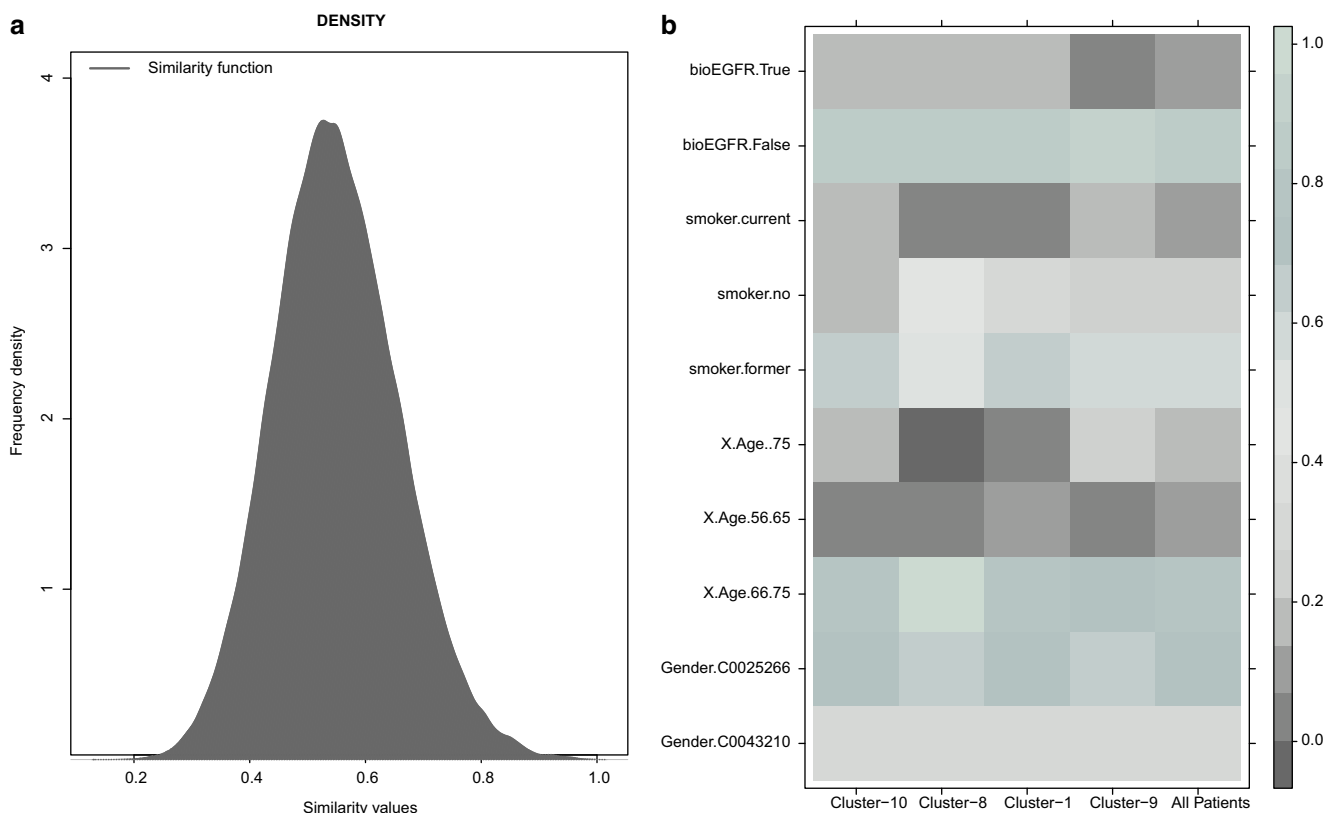 a
DENSITY
Similarity function
Frequency density
4
3
2
1
0.2 0.4 0.6 0.8 1.0
Similarity values
b
bioEGFR.True
bioEGFR.False
smoker.current
smoker.no
smoker.former
X.Age..75
X.Age.56.65
X.Age.66.75
Gender.C0025266
Gender.C0043210
Cluster−10 Cluster−8 Cluster−1 Cluster−9 All Patients
1.0
0.8
0.6
0.4
0.2
0.0